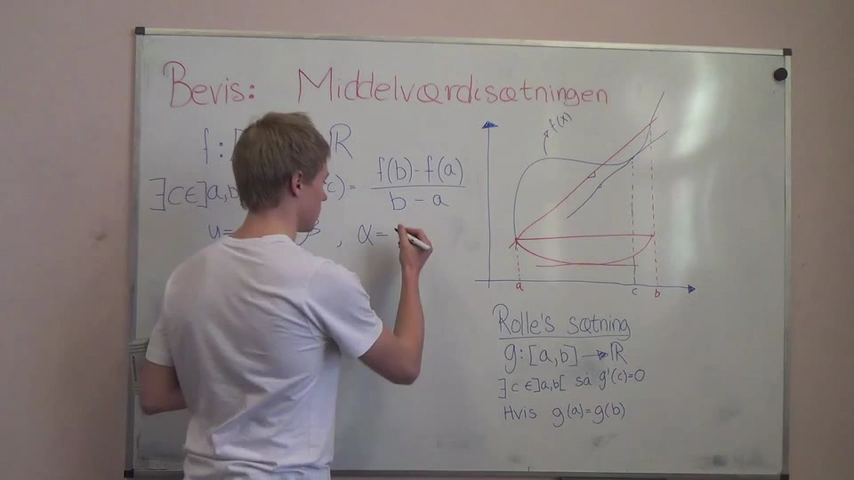 Bevis: Middelværdisætningen
f: [ ℝ
∃c∈]a,b (c)= f(b)-f(a)
b - a
u= , α=
f(x)
a c b
Rolle's sætning
g: [a,b] → ℝ
∃c∈]a,b[ så g'(c)=0
Hvis g(a)=g(b)